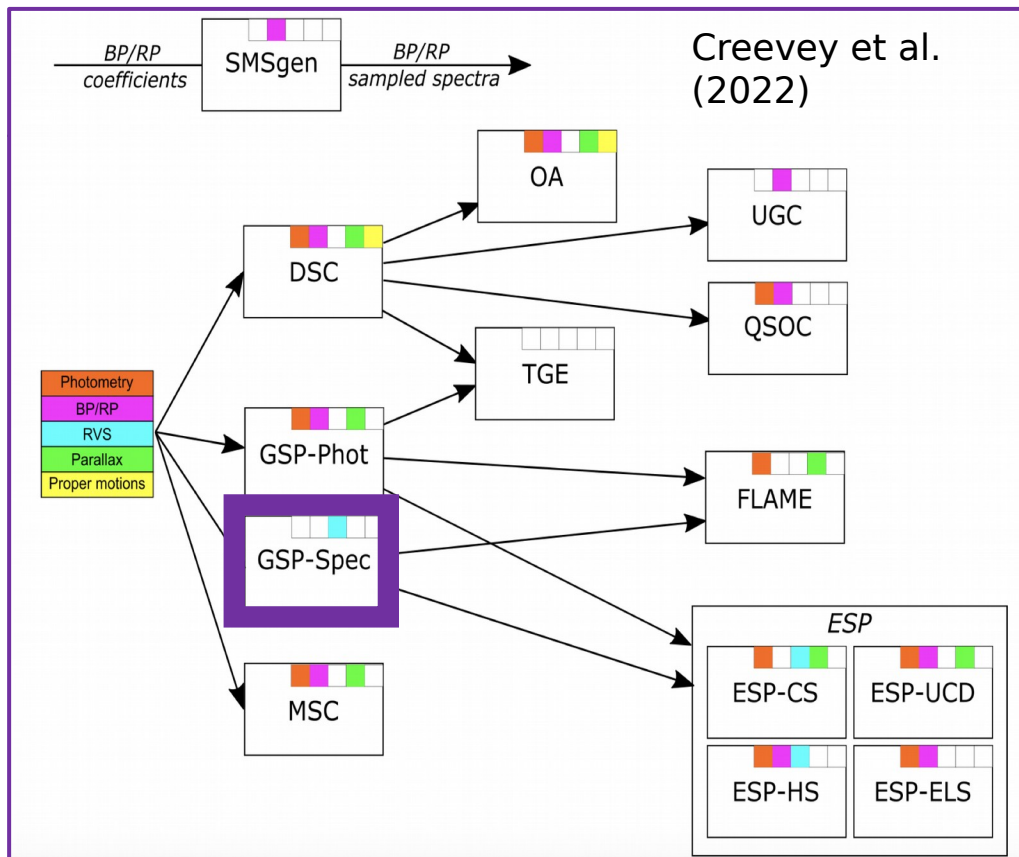 BP/RP
coefficients
SMSgen
BP/RP
sampled spectra
Creevey et al.
(2022)
OA
UGC
DSC
QSOC
TGE
Photometry
BP/RP
RVS
Parallax
Proper motions
GSP-Phot
FLAME
GSP-Spec
ESP
MSC
ESP-CS
ESP-UCD
ESP-HS
ESP-ELS